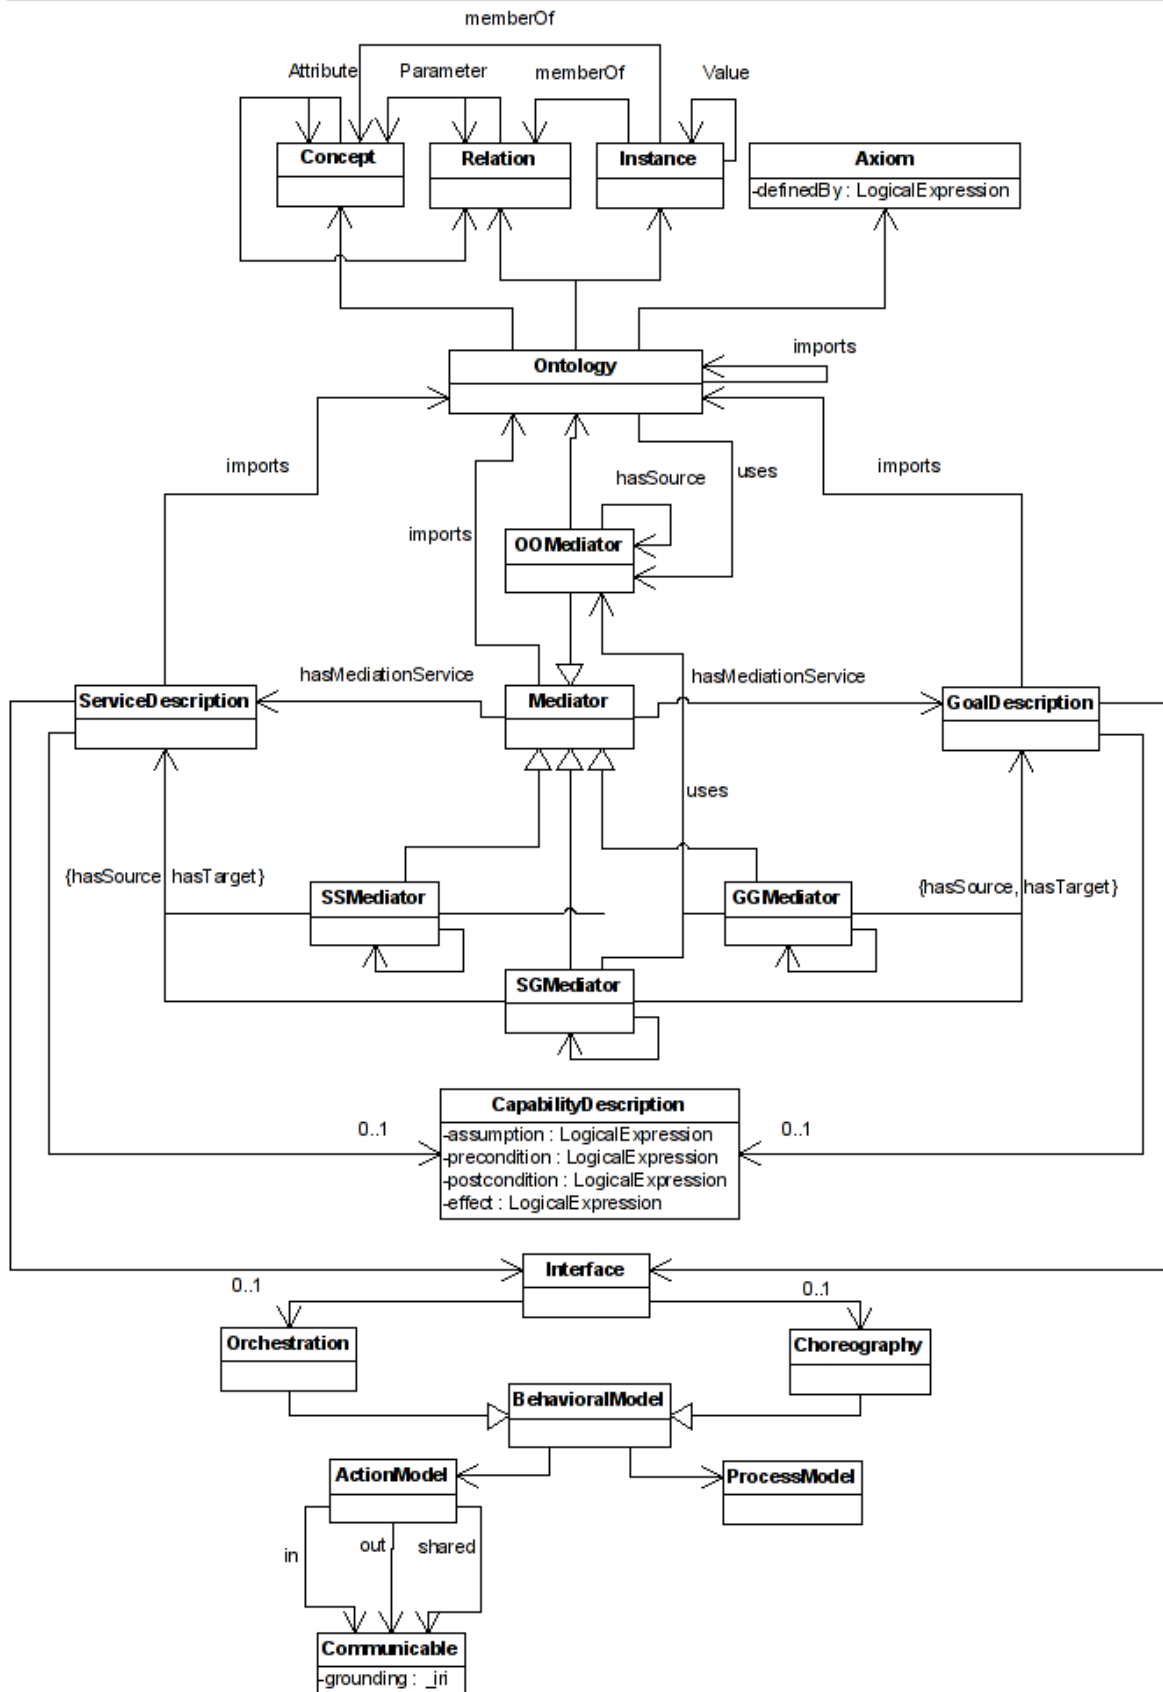 memberOf
Attribute
Parameter
memberOf
Value
Concept
Relation
Instance
Axiom
-definedBy : LogicalExpression
Ontology
imports
imports
imports
uses
hasSource
imports
OOMediator
hasMediationService
hasMediationService
ServiceDescription
Mediator
GoalDescription
uses
{hasSource hasTarget}
{hasSource, hasTarget}
SSMediator
GGMediator
SGMediator
CapabilityDescription
0..1
0..1
-assumption : LogicalExpression
-precondition : LogicalExpression
-postcondition : LogicalExpression
-effect : LogicalExpression
Interface
0..1
0..1
Orchestration
Choreography
BehavioralModel
ActionModel
ProcessModel
in
out
shared
Communicable
-grounding : _iri